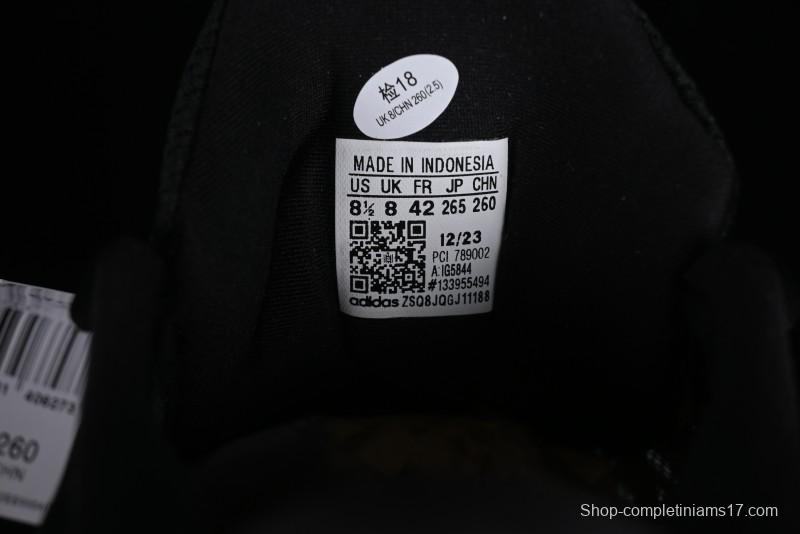 检18
UK 8/CHN 260(2.5)
MADE IN INDONESIA
US UK FR JP CHN
8½ 8 42 265 260
12/23
PCI 789002
A:IG5844
#133955494
adidas ZSQ8JQGJ11188
260
CHN
Shop-completiniams17.com